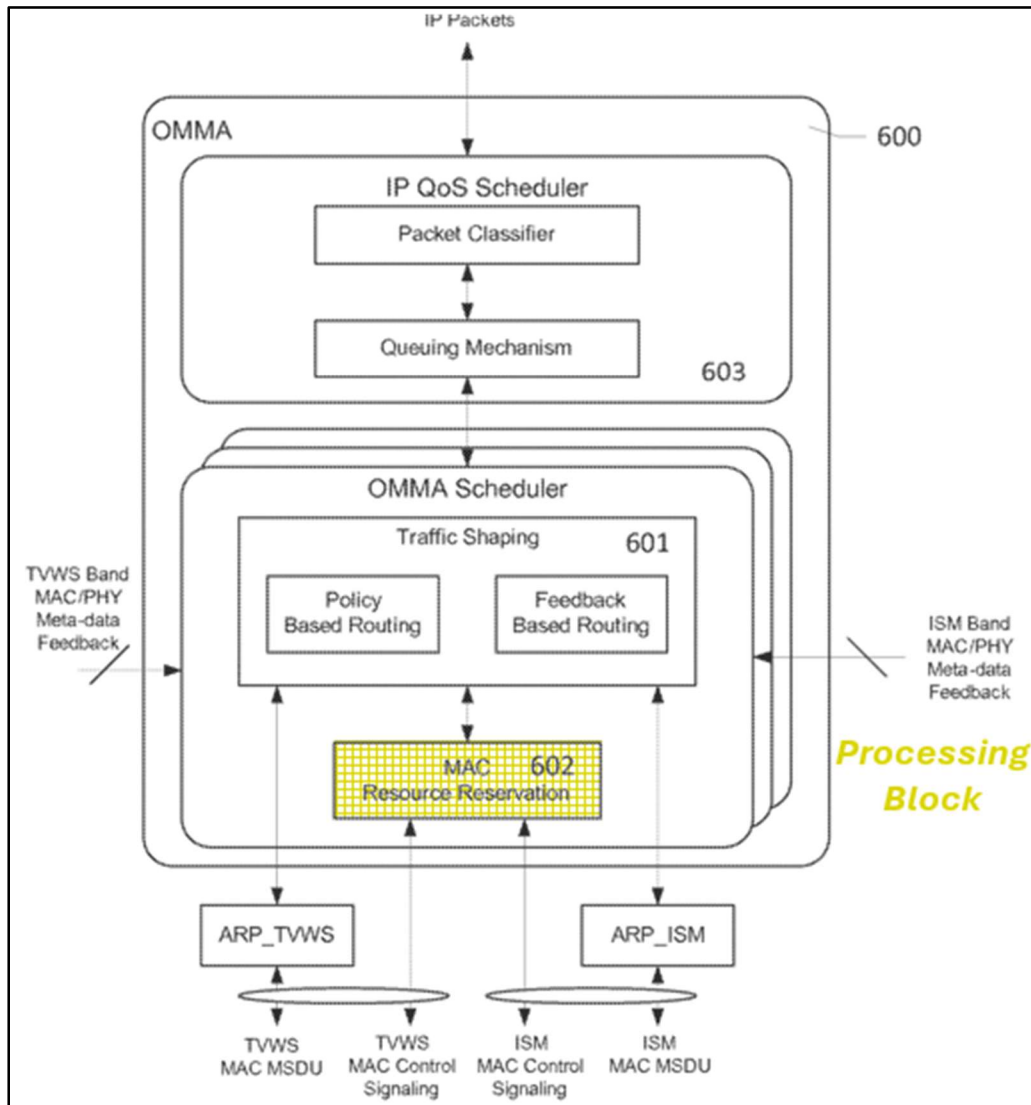 IP Packets
OMMA
600
IP QoS Scheduler
Packet Classifier
Queuing Mechanism
603
OMMA Scheduler
Traffic Shaping
601
Policy
Based Routing
Feedback
Based Routing
TVWS Band
MAC/PHY
Meta-data
Feedback
ISM Band
MAC/PHY
Meta-data
Feedback
MAC
602
Resource Reservation
Processing
Block
ARP_TVWS
ARP_ISM
TVWS
MAC MSDU
TVWS
MAC Control
Signaling
ISM
MAC Control
Signaling
ISM
MAC MSDU